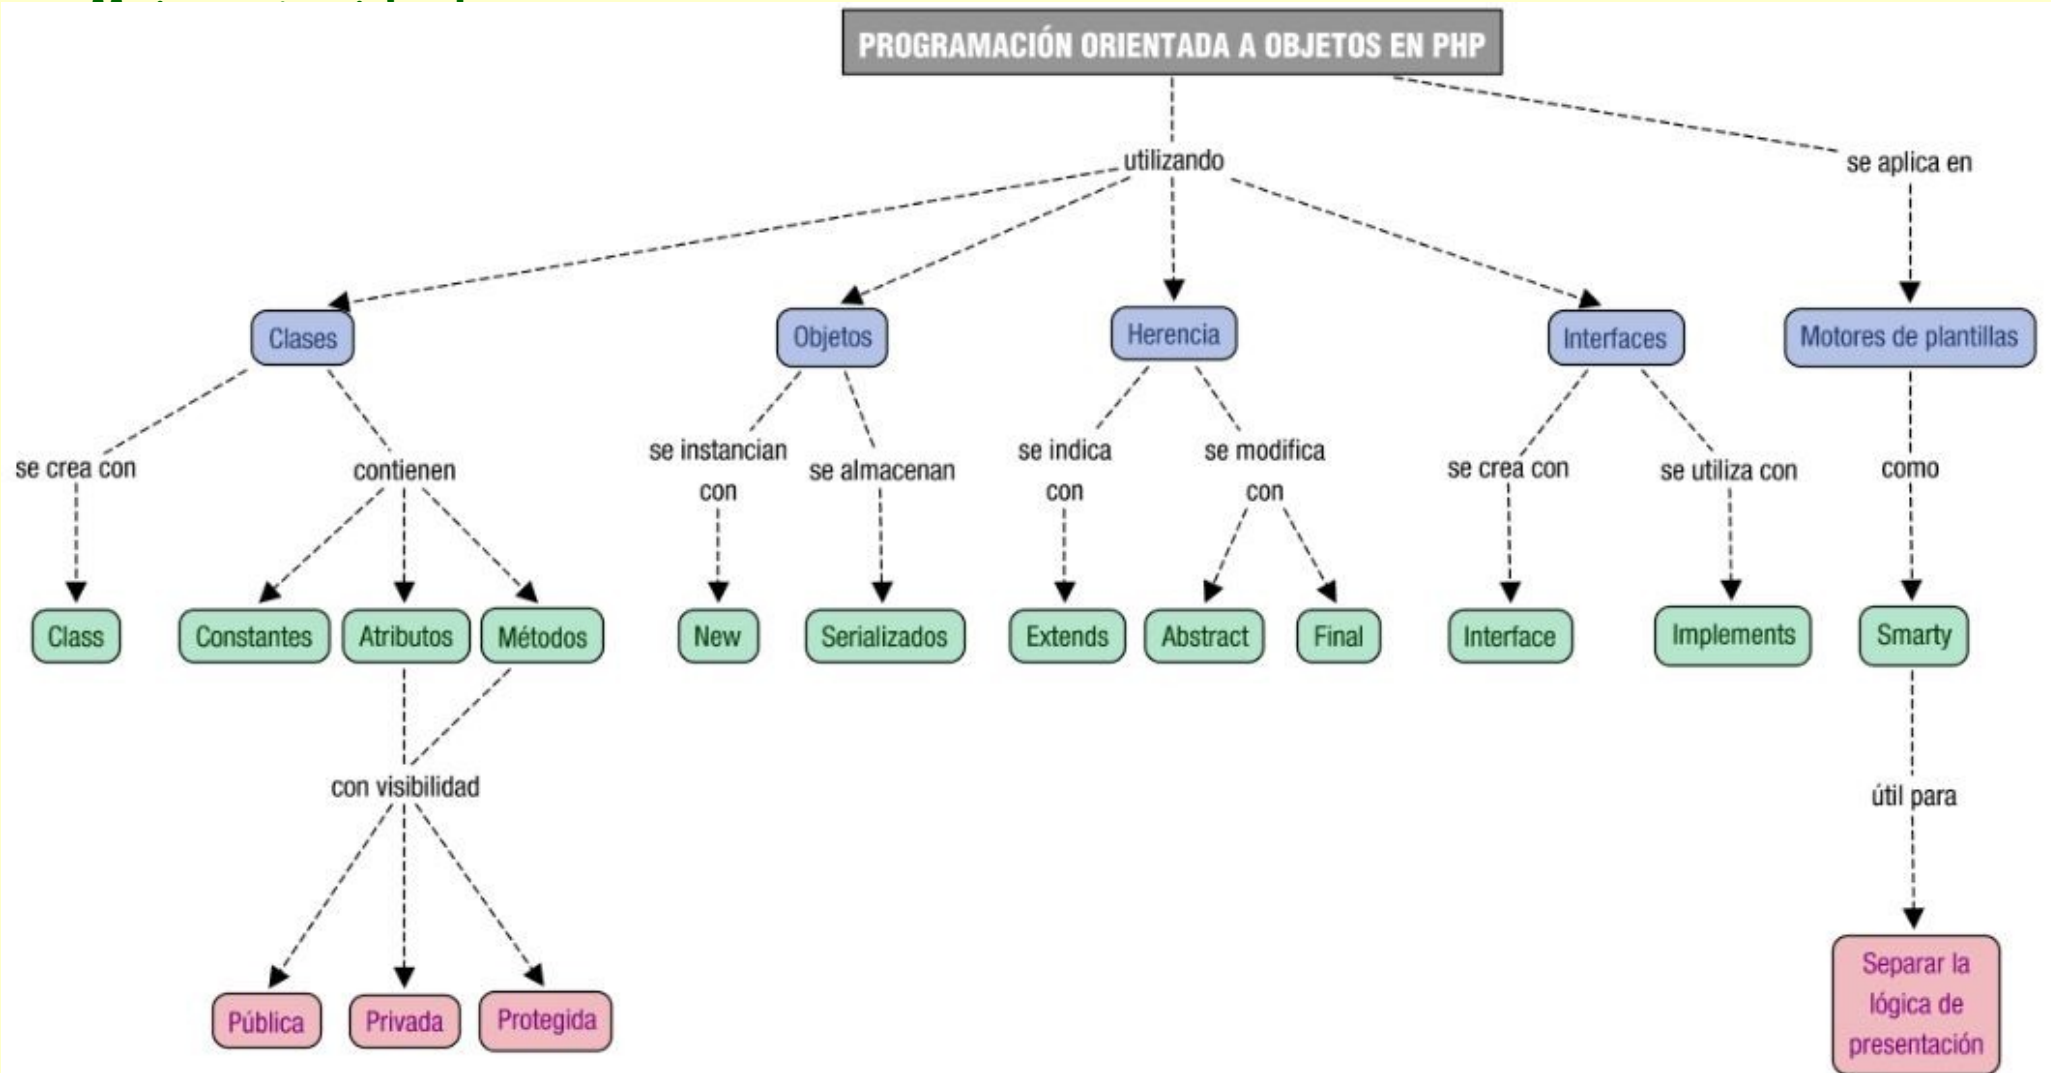 PROGRAMACIÓN ORIENTADA A OBJETOS EN PHP
utilizando
se aplica en
Clases
Objetos
Herencia
Interfaces
Motores de plantillas
se crea con
contienen
se instancian
con
se almacenan
se indica
con
se modifica
con
se crea con
se utiliza con
como
Class
Constantes
Atributos
Métodos
New
Serializados
Extends
Abstract
Final
Interface
Implements
Smarty
con visibilidad
útil para
Pública
Privada
Protegida
Separar la
lógica de
presentación